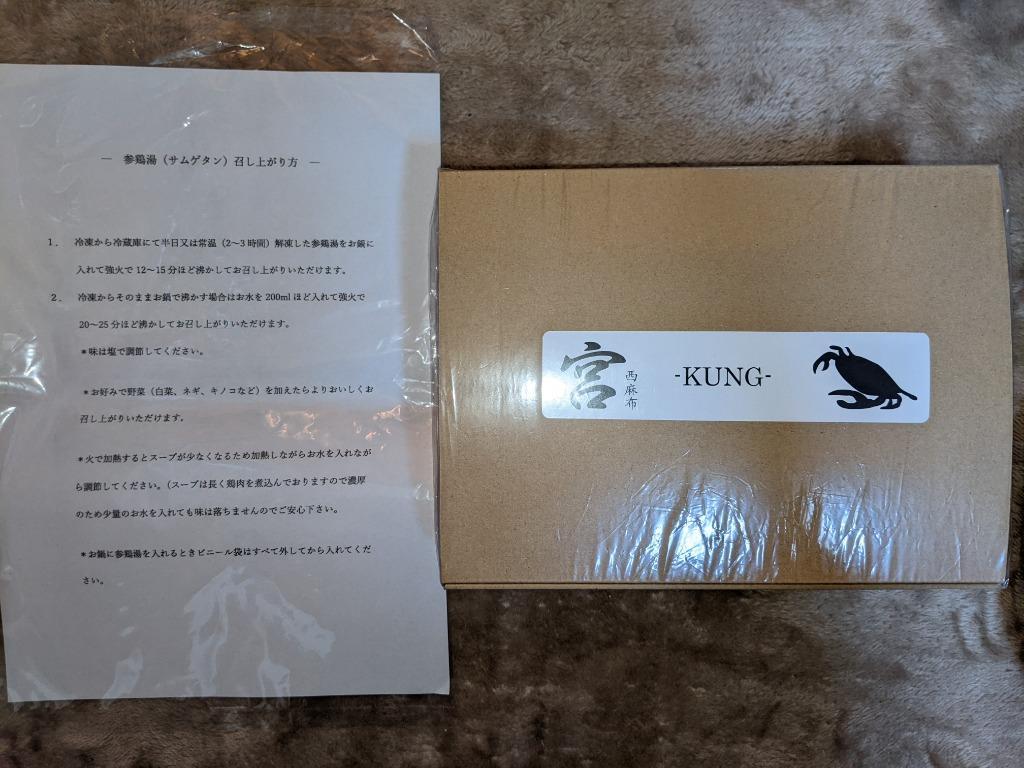 ― 参鶏湯（サムゲタン）召し上がり方 ―
1． 冷凍から冷蔵庫にて半日又は常温（2～3時間）解凍した参鶏湯をお鍋に
入れて強火で 12～15 分ほど沸かしてお召し上がりいただけます。
2． 冷凍からそのままお鍋で沸かす場合はお水を 200ml ほど入れて強火で
20～25 分ほど沸かしてお召し上がりいただけます。
＊味は塩で調節してください。
＊お好みで野菜（白菜、ネギ、キノコなど）を加えたらよりおいしくお
召し上がりいただけます。
＊火で加熱するとスープが少なくなるため加熱しながらお水を入れなが
ら調節してください。（スープは長く鶏肉を煮込んでおりますので濃厚
のため少量のお水を入れても味は落ちませんのでご安心下さい。
＊お鍋に参鶏湯を入れるときビニール袋はすべて外してから入れてくだ
さい。
宮
西麻布
-KUNG-